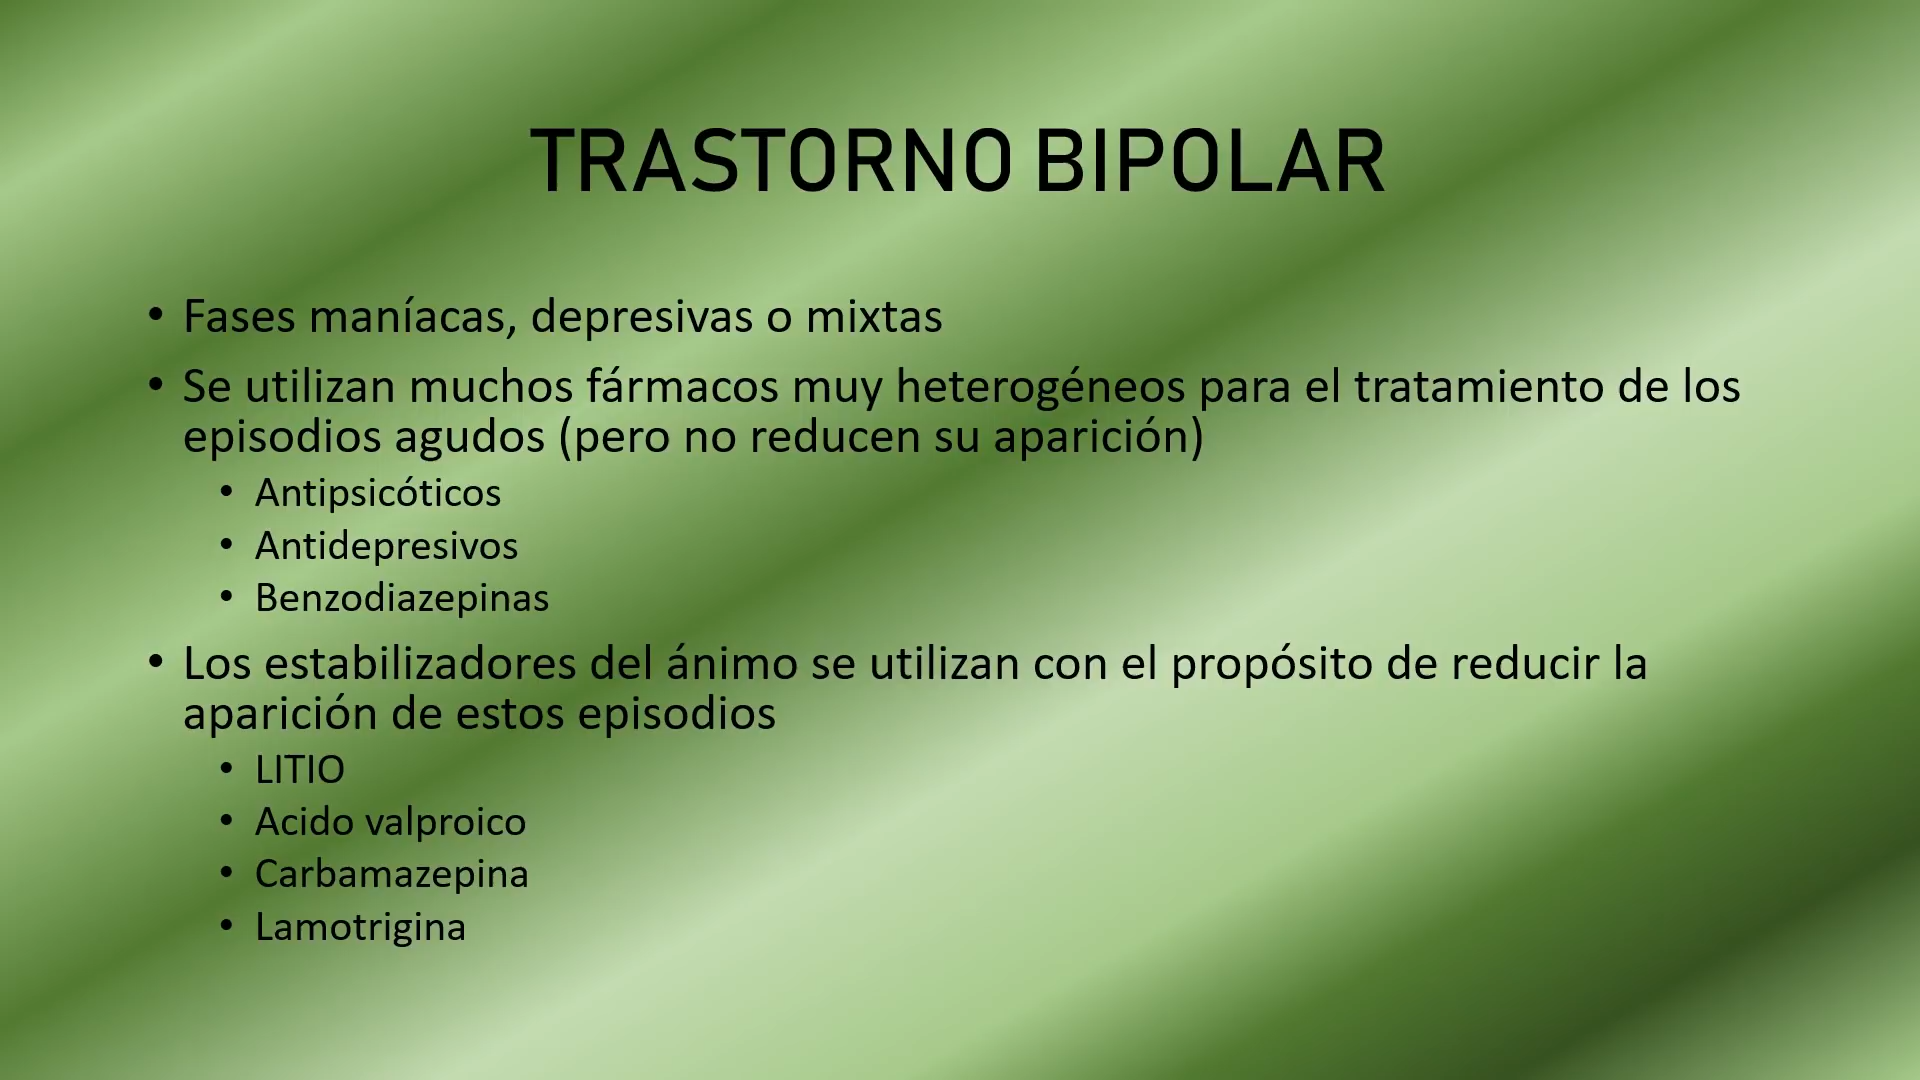 TRASTORNO BIPOLAR
• Fases maníacas, depresivas o mixtas
• Se utilizan muchos fármacos muy heterogéneos para el tratamiento de los
episodios agudos (pero no reducen su aparición)
• Antipsicóticos
• Antidepresivos
• Benzodiazepinas
• Los estabilizadores del ánimo se utilizan con el propósito de reducir la
aparición de estos episodios
• LITIO
• Acido valproico
• Carbamazepina
• Lamotrigina